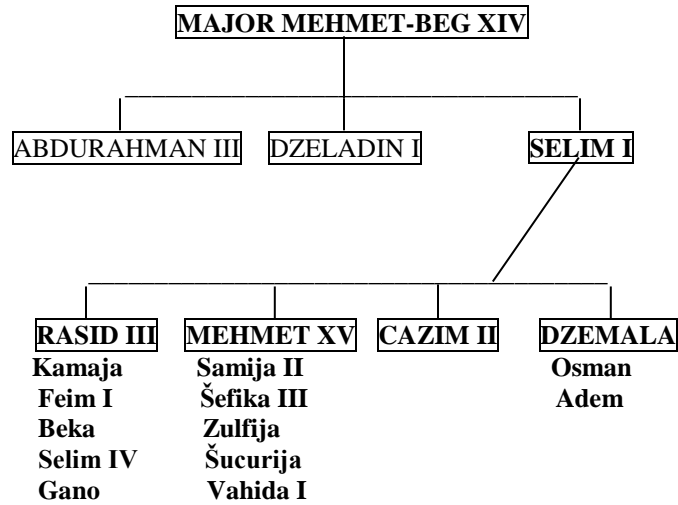 MAJOR MEHMET-BEG XIV
ABDURAHMAN III DZELADIN I SELIM I
RASID III MEHMET XV CAZIM II DZEMALA
Kamaja Samija II Osman
Feim I Šefika III Adem
Beka Zulfija
Selim IV Šucurija
Gano Vahida I